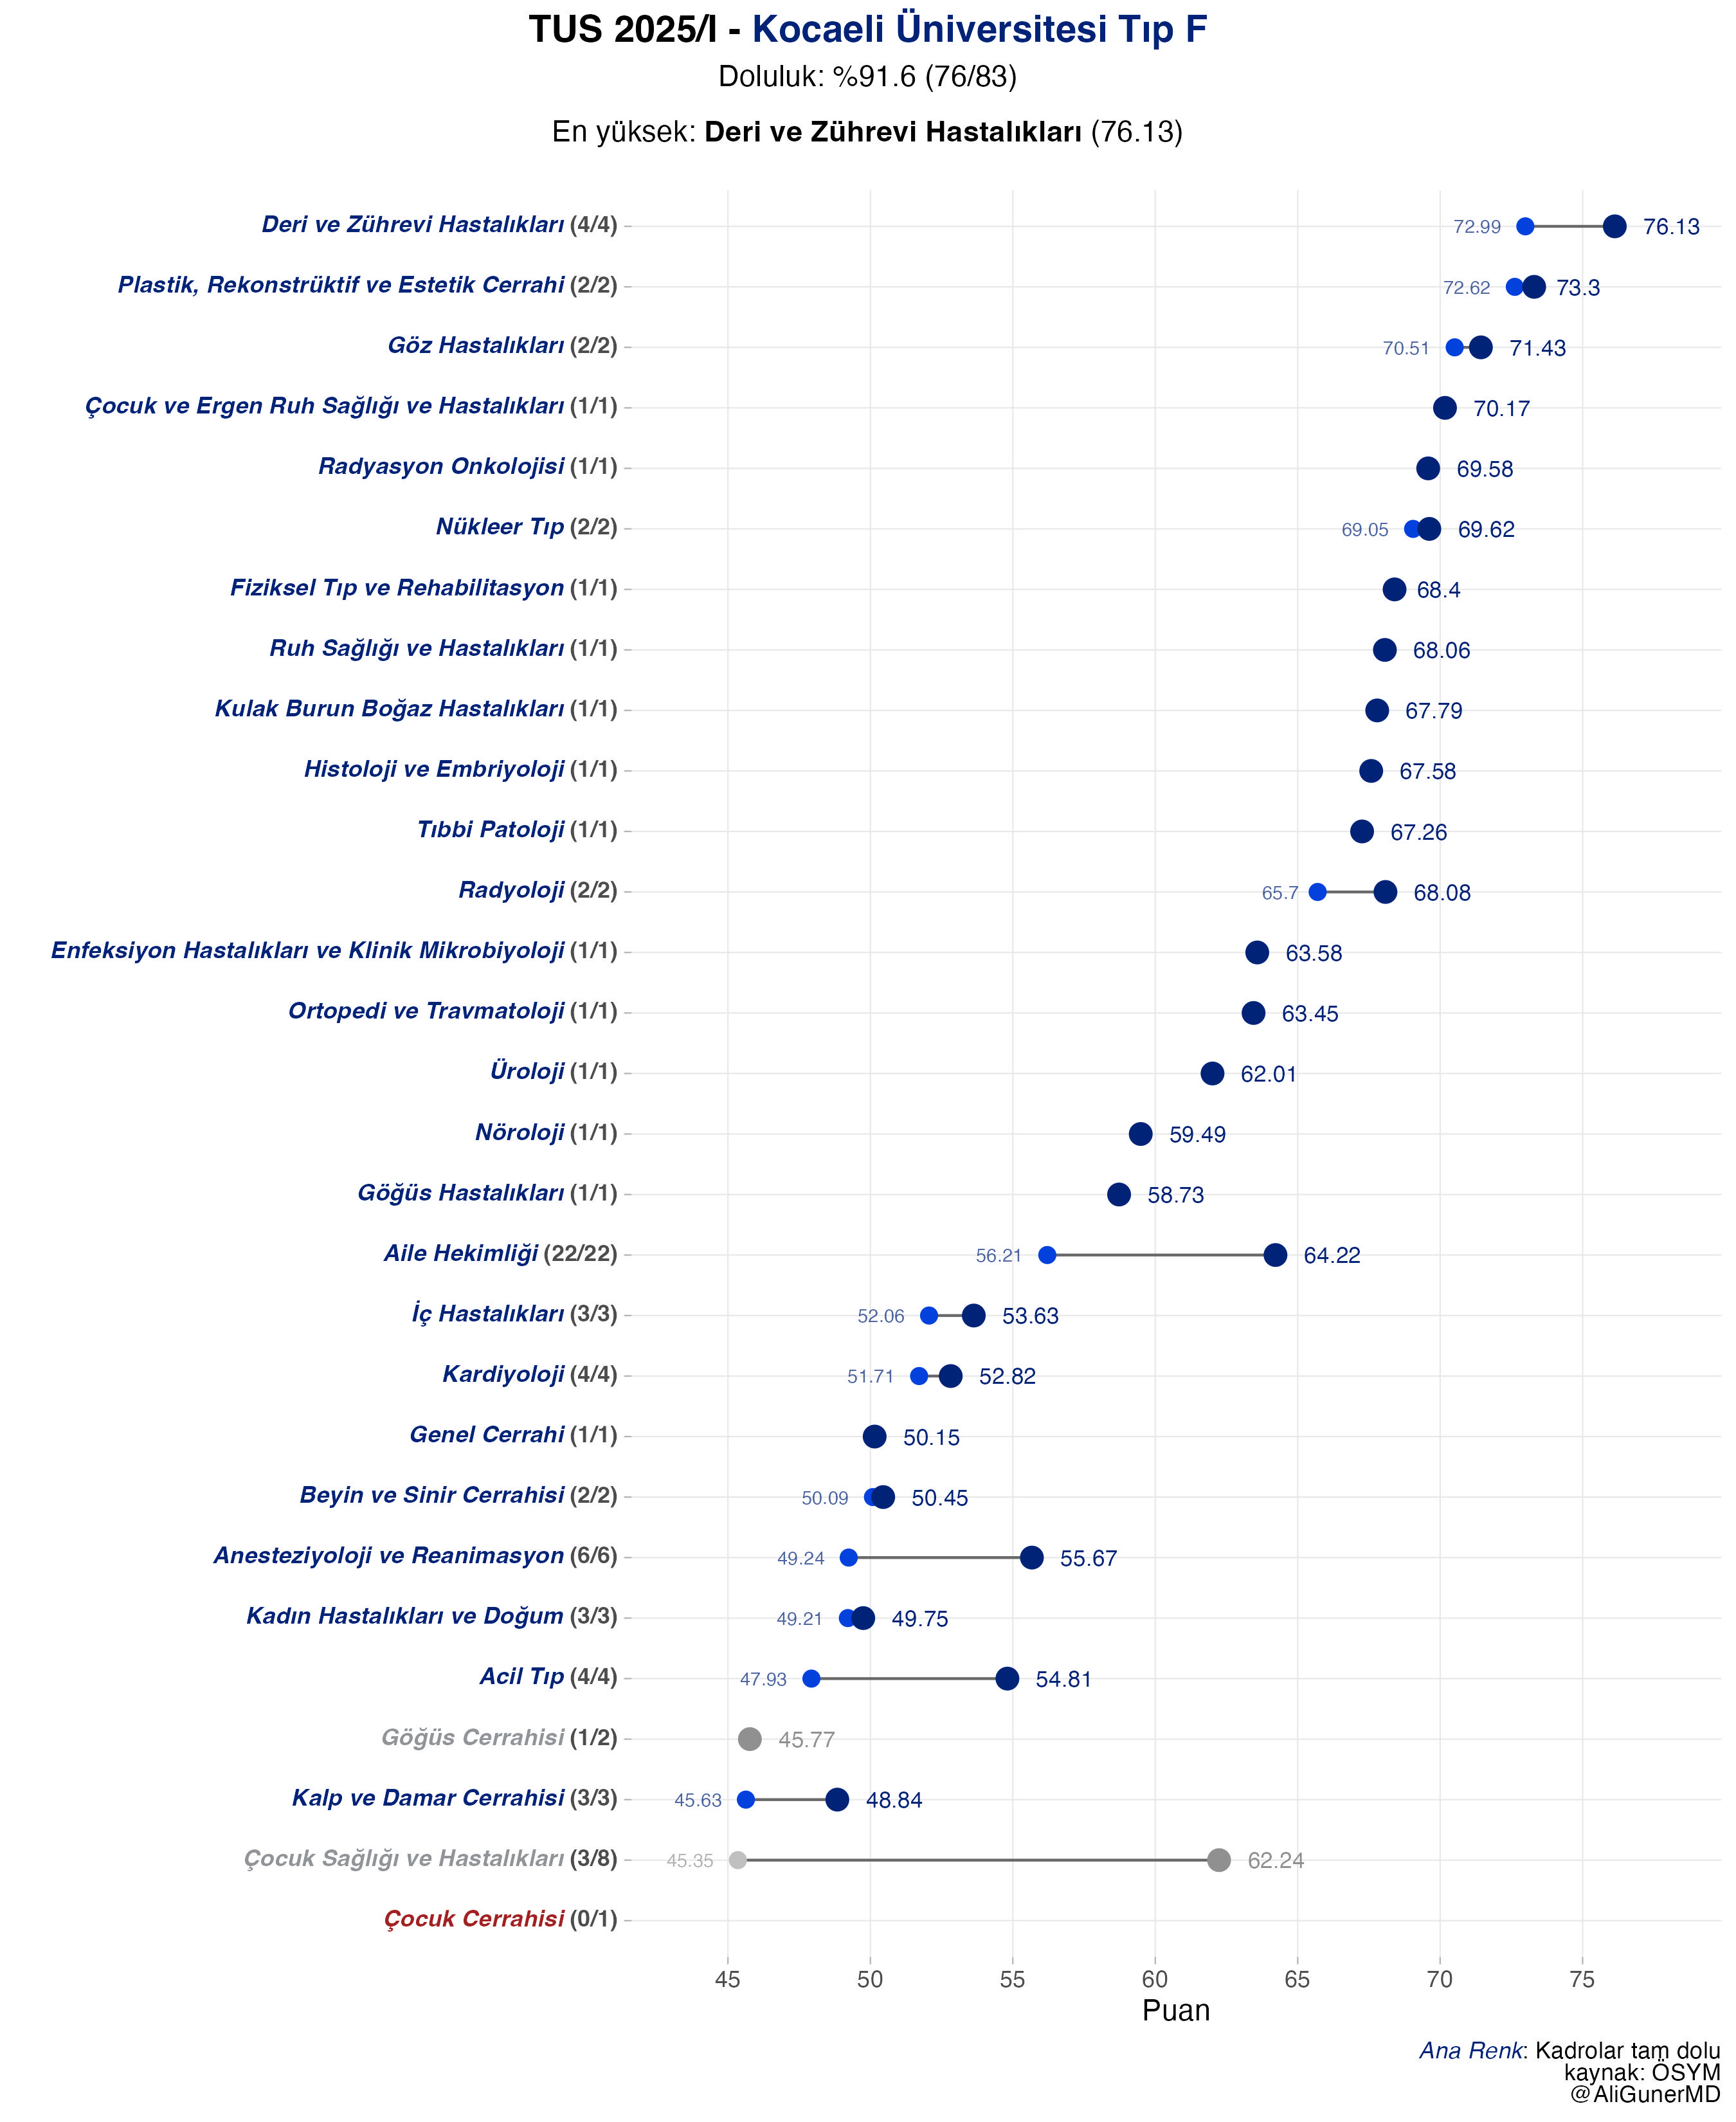 TUS 2025/I - Kocaeli Üniversitesi Tıp F
Doluluk: %91.6 (76/83)
En yüksek: Deri ve Zührevi Hastalıkları (76.13)
Deri ve Zührevi Hastalıkları (4/4) 72.99 76.13
Plastik, Rekonstrüktif ve Estetik Cerrahi (2/2) 72.62 73.3
Göz Hastalıkları (2/2) 70.51 71.43
Çocuk ve Ergen Ruh Sağlığı ve Hastalıkları (1/1) 70.17
Radyasyon Onkolojisi (1/1) 69.58
Nükleer Tıp (2/2) 69.05 69.62
Fiziksel Tıp ve Rehabilitasyon (1/1) 68.4
Ruh Sağlığı ve Hastalıkları (1/1) 68.06
Kulak Burun Boğaz Hastalıkları (1/1) 67.79
Histoloji ve Embriyoloji (1/1) 67.58
Tıbbi Patoloji (1/1) 67.26
Radyoloji (2/2) 65.7 68.08
Enfeksiyon Hastalıkları ve Klinik Mikrobiyoloji (1/1) 63.58
Ortopedi ve Travmatoloji (1/1) 63.45
Üroloji (1/1) 62.01
Nöroloji (1/1) 59.49
Göğüs Hastalıkları (1/1) 58.73
Aile Hekimliği (22/22) 56.21 64.22
İç Hastalıkları (3/3) 52.06 53.63
Kardiyoloji (4/4) 51.71 52.82
Genel Cerrahi (1/1) 50.15
Beyin ve Sinir Cerrahisi (2/2) 50.09 50.45
Anesteziyoloji ve Reanimasyon (6/6) 49.24 55.67
Kadın Hastalıkları ve Doğum (3/3) 49.21 49.75
Acil Tıp (4/4) 47.93 54.81
Göğüs Cerrahisi (1/2) 45.77
Kalp ve Damar Cerrahisi (3/3) 45.63 48.84
Çocuk Sağlığı ve Hastalıkları (3/8) 45.35 62.24
Çocuk Cerrahisi (0/1)
45 50 55 60 65 70 75
Puan
Ana Renk: Kadrolar tam dolu
kaynak: ÖSYM
@AliGunerMD